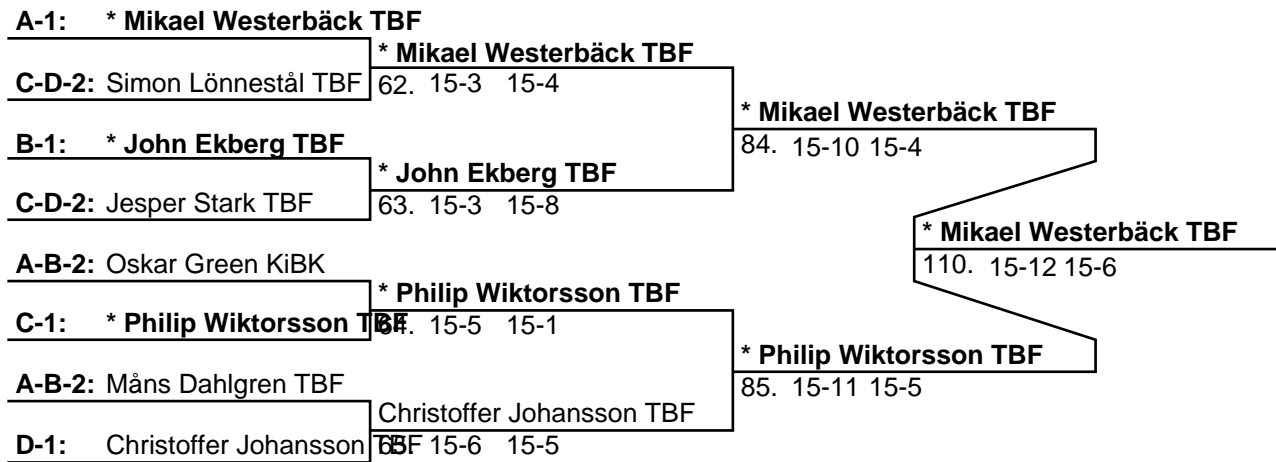 A-1: * Mikael Westerbäck TBF
* Mikael Westerbäck TBF
C-D-2: Simon Lönnestål TBF 62. 15-3 15-4
* Mikael Westerbäck TBF
B-1: * John Ekberg TBF 84. 15-10 15-4
* John Ekberg TBF
C-D-2: Jesper Stark TBF 63. 15-3 15-8
* Mikael Westerbäck TBF
A-B-2: Oskar Green KiBK 110. 15-12 15-6
* Philip Wiktorsson TBF
C-1: * Philip Wiktorsson TBF 64. 15-5 15-1
* Philip Wiktorsson TBF
A-B-2: Måns Dahlgren TBF 85. 15-11 15-5
Christoffer Johansson TBF
D-1: Christoffer Johansson TBF 65. 15-6 15-5